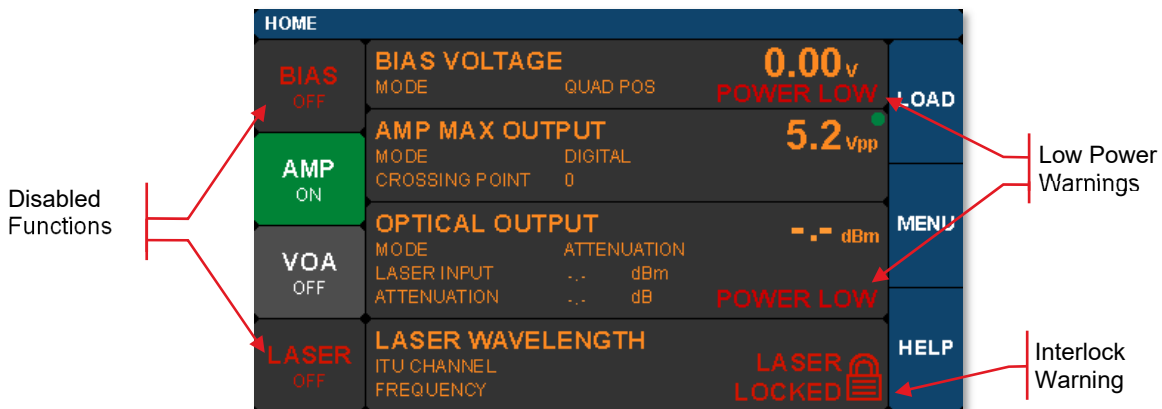 HOME
Disabled
Functions
BIAS
OFF
AMP
ON
VOA
OFF
LASER
OFF
BIAS VOLTAGE
0.00 V
MODE QUAD POS
POWER LOW
AMP MAX OUTPUT
5.2 Vpp
MODE DIGITAL
CROSSING POINT 0
OPTICAL OUTPUT
-.- dBm
MODE ATTENUATION
LASER INPUT -.- dBm
ATTENUATION -.- dB
POWER LOW
LASER WAVELENGTH
ITU CHANNEL
FREQUENCY
LASER
LOCKED
LOAD
MENU
HELP
Low Power
Warnings
Interlock
Warning